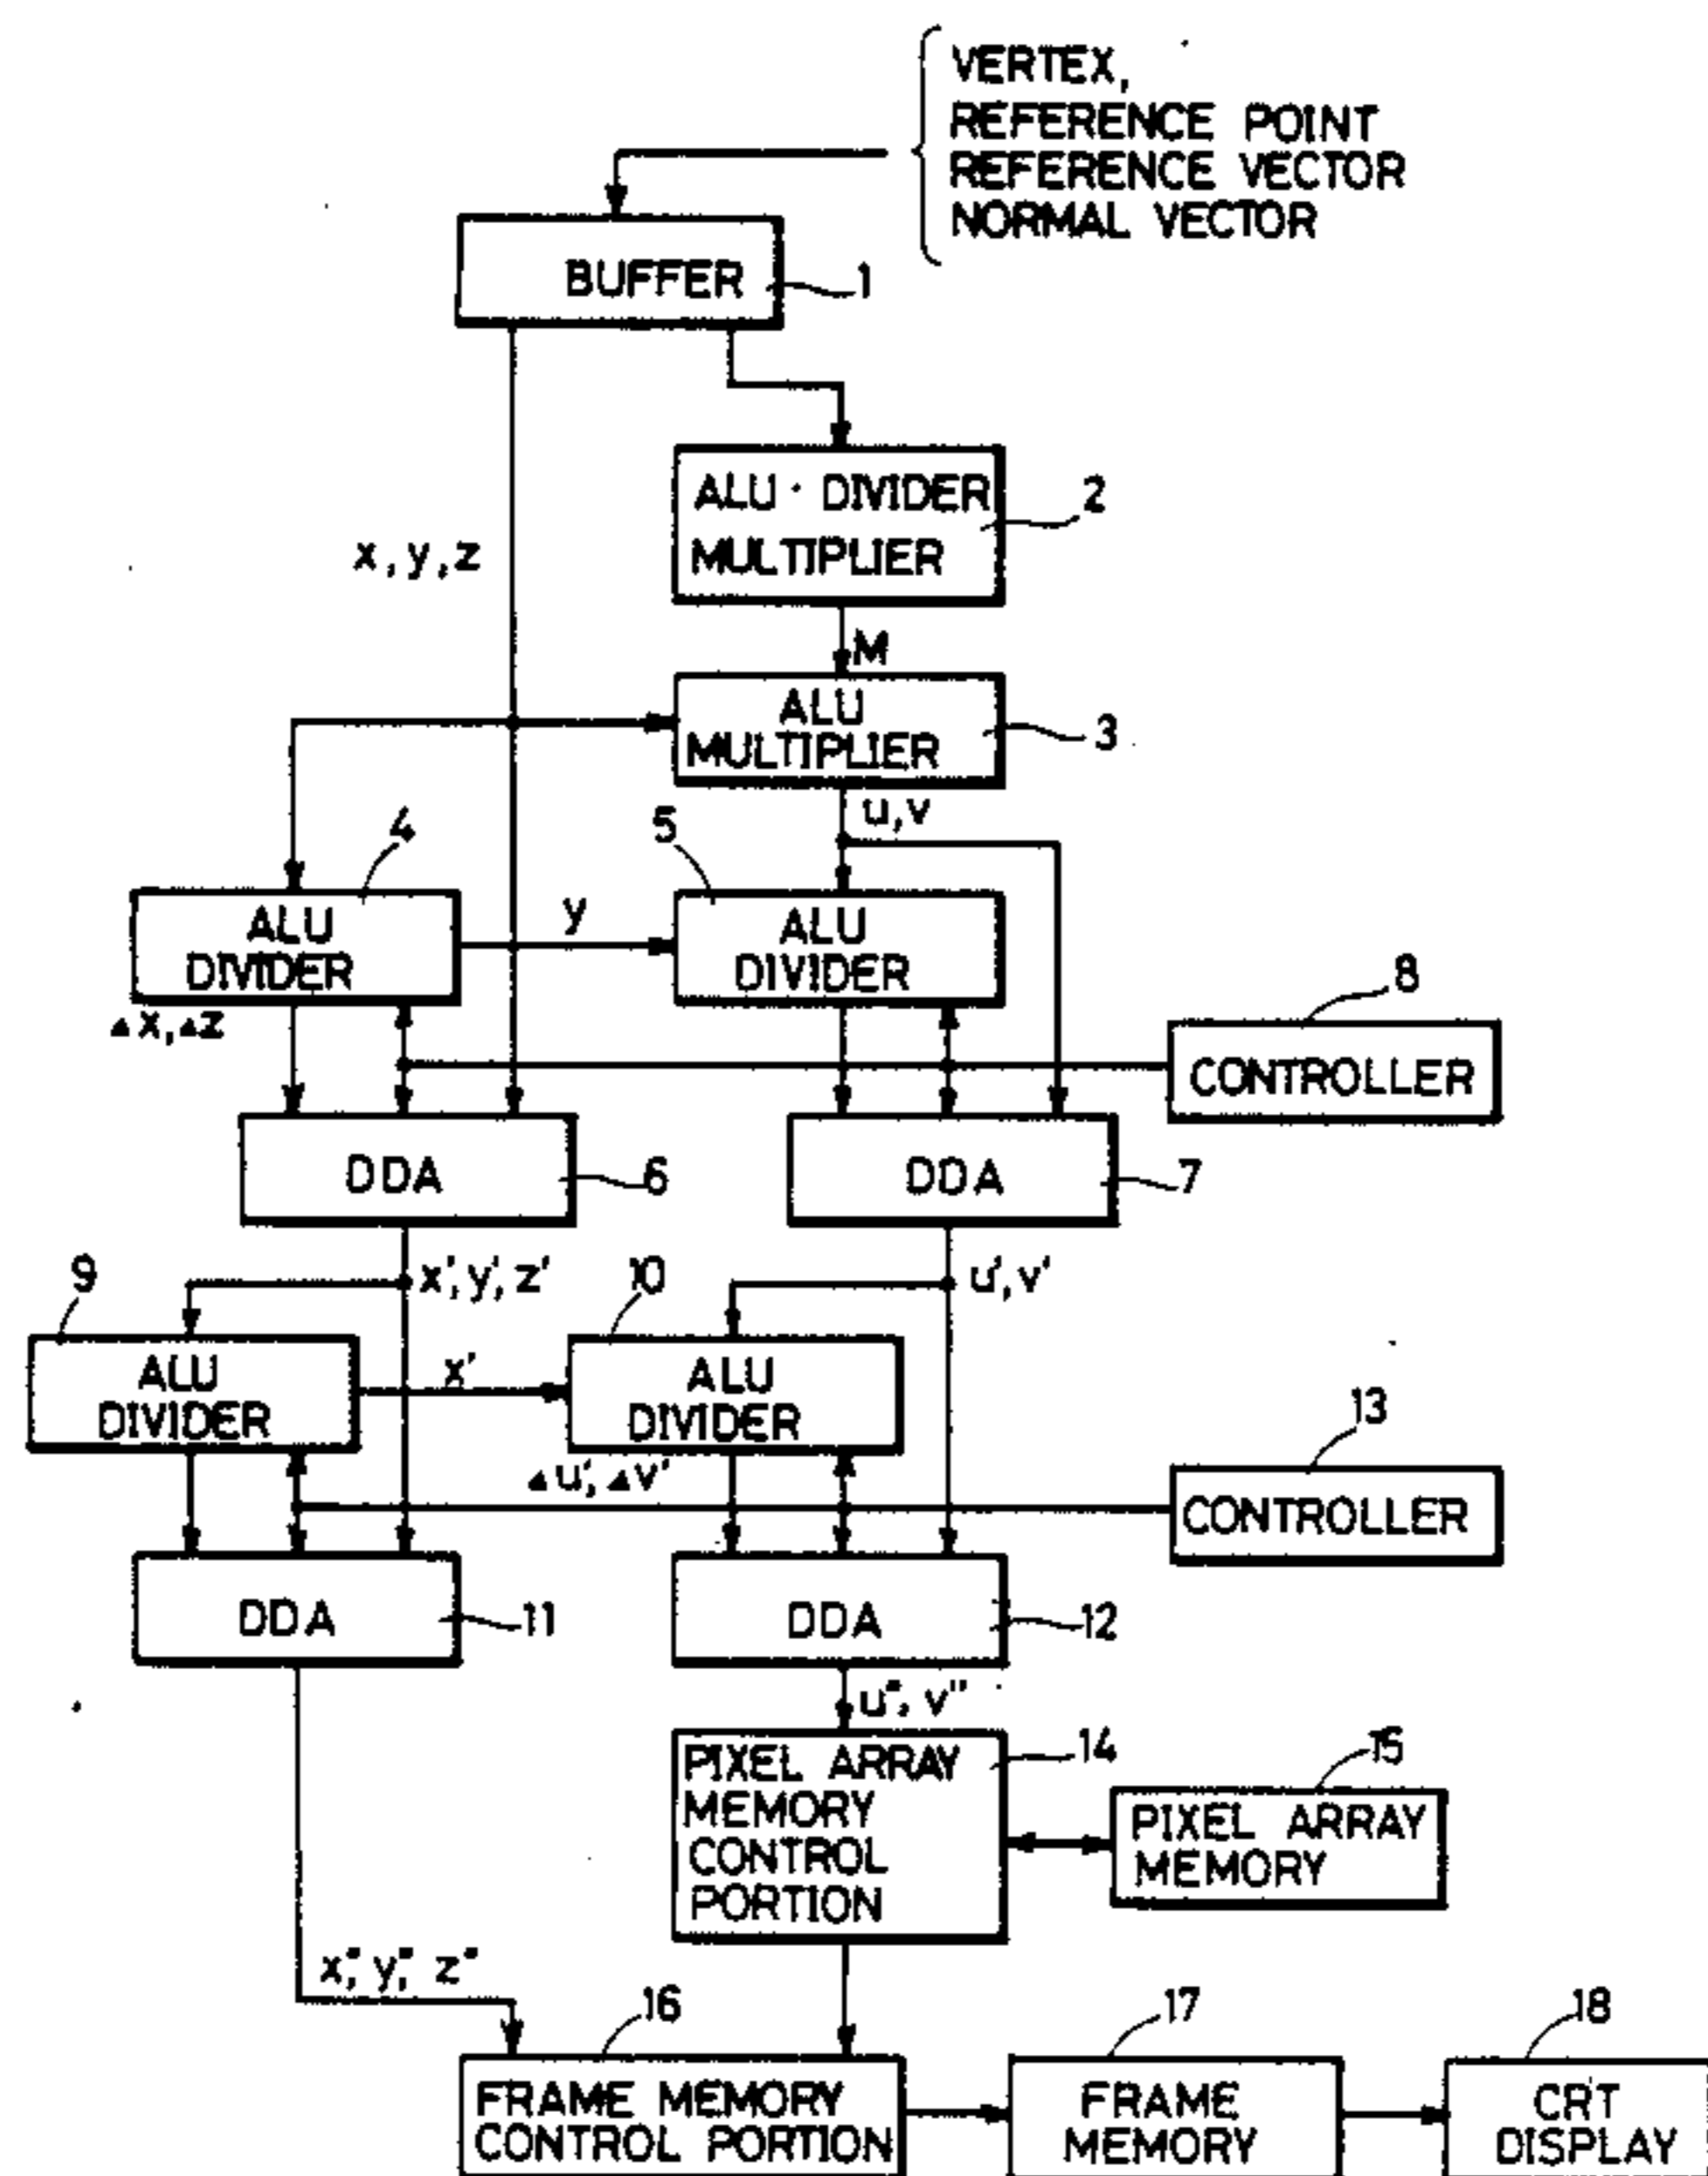 VERTEX,
REFERENCE POINT
REFERENCE VECTOR
NORMAL VECTOR
BUFFER
1
ALU · DIVIDER
MULTIPLIER
2
x, y, z
M
ALU
MULTIPLIER
3
u, v
4
5
ALU
DIVIDER
y
ALU
DIVIDER
8
▲x, ▲z
CONTROLLER
DDA
6
DDA
7
9
x', y', z'
10
u', v'
ALU
DIVIDER
x'
ALU
DIVIDER
13
▲u', ▲v'
CONTROLLER
DDA
11
DDA
12
u", v"
PIXEL ARRAY
MEMORY
CONTROL
PORTION
14
15
PIXEL ARRAY
MEMORY
x", y", z"
16
17
18
FRAME MEMORY
CONTROL PORTION
FRAME
MEMORY
CRT
DISPLAY